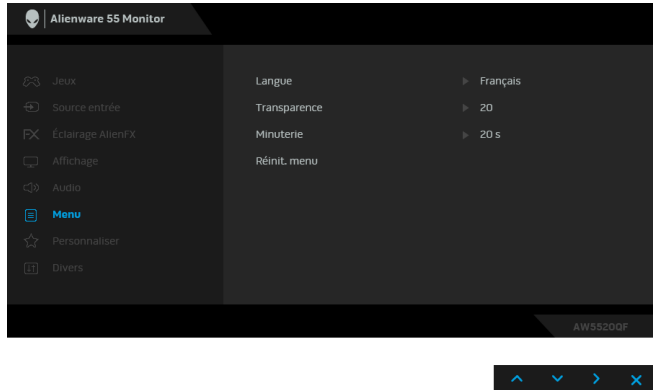 Alienware 55 Monitor
Jeux
Source entrée
Éclairage AlienFX
Affichage
Audio
Menu
Personnaliser
Divers
Langue Français
Transparence 20
Minuterie 20 s
Réinit. menu
AW5520QF